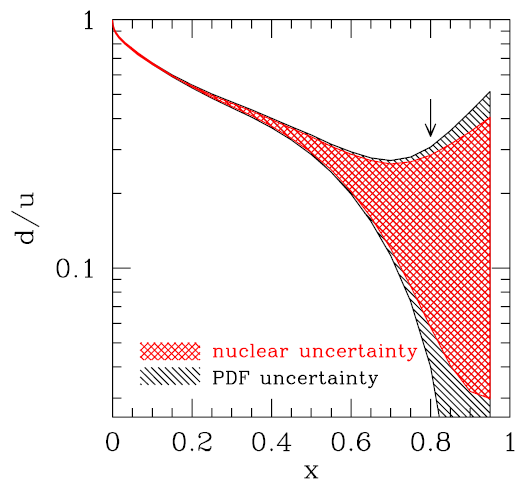 1
d/u
0.1
nuclear uncertainty
PDF uncertainty
0 0.2 0.4 0.6 0.8 1
x